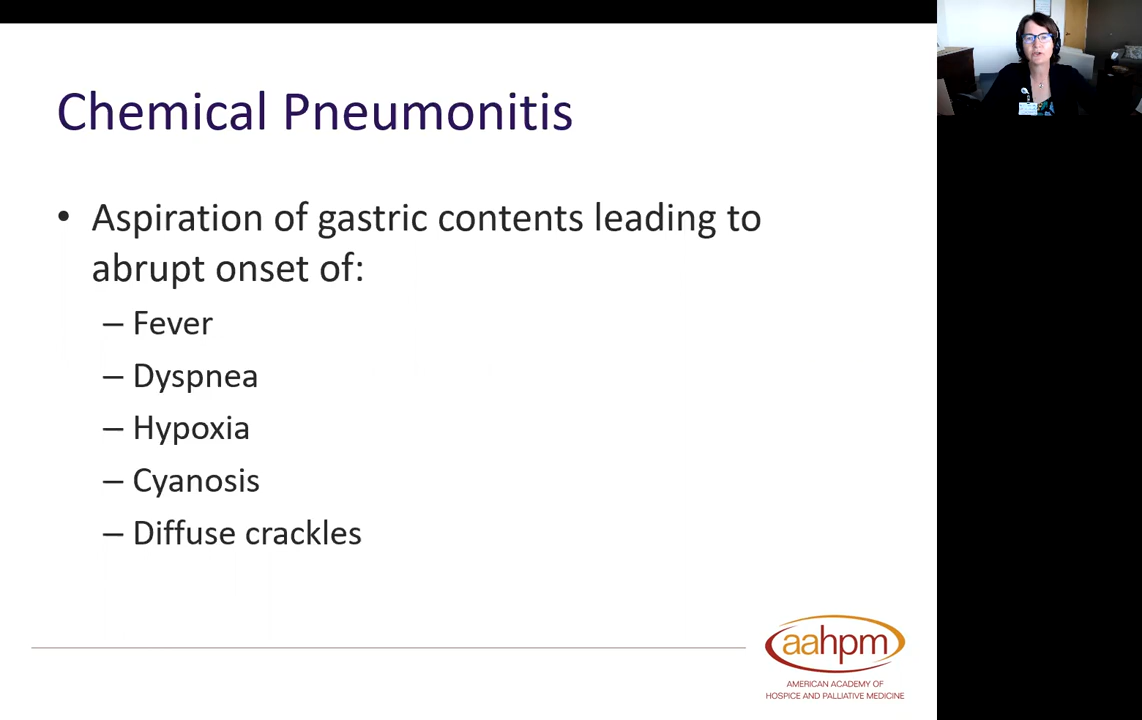 Chemical Pneumonitis
• Aspiration of gastric contents leading to
abrupt onset of:
– Fever
– Dyspnea
– Hypoxia
– Cyanosis
– Diffuse crackles
aahpm
AMERICAN ACADEMY OF
HOSPICE AND PALLIATIVE MEDICINE